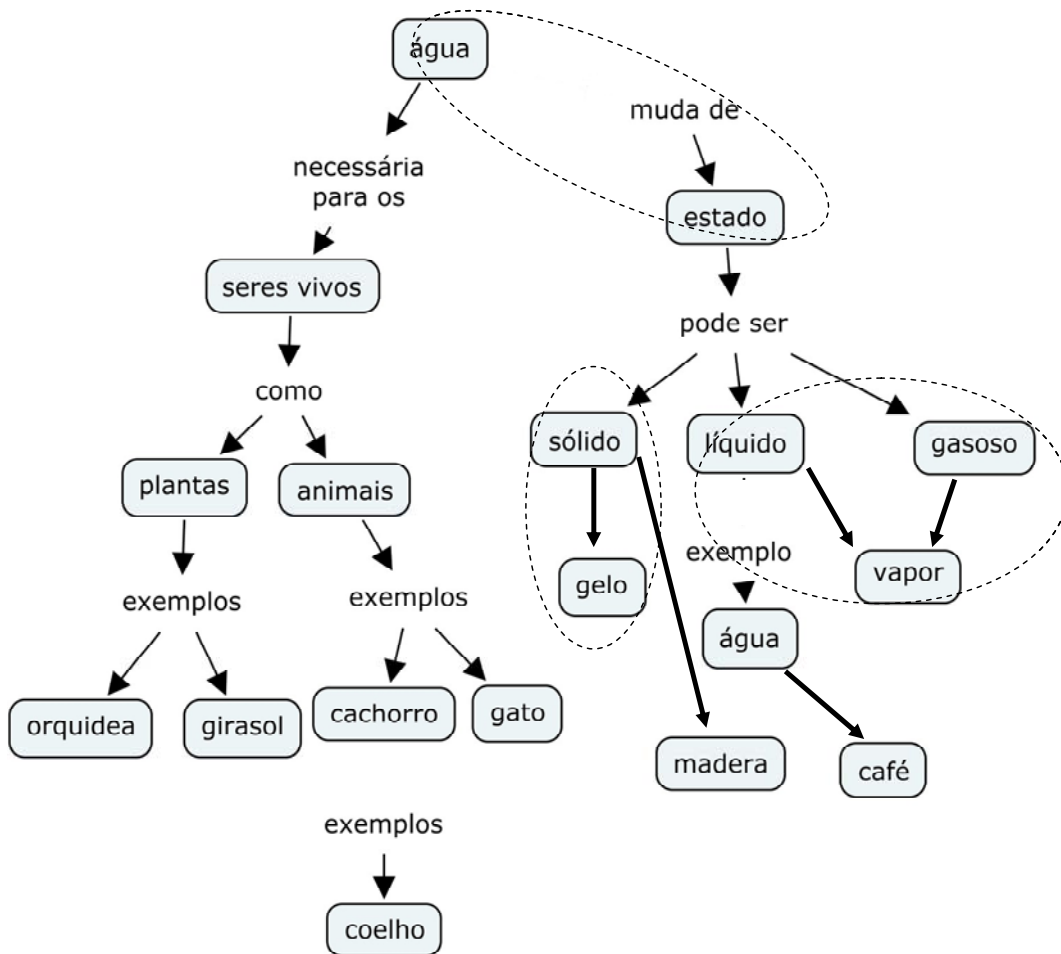 água
muda de
necessária
para os
estado
seres vivos
pode ser
como
sólido
líquido
gasoso
plantas
animais
exemplo
vapor
gelo
exemplos
exemplos
água
orquidea
girasol
cachorro
gato
madera
café
exemplos
coelho